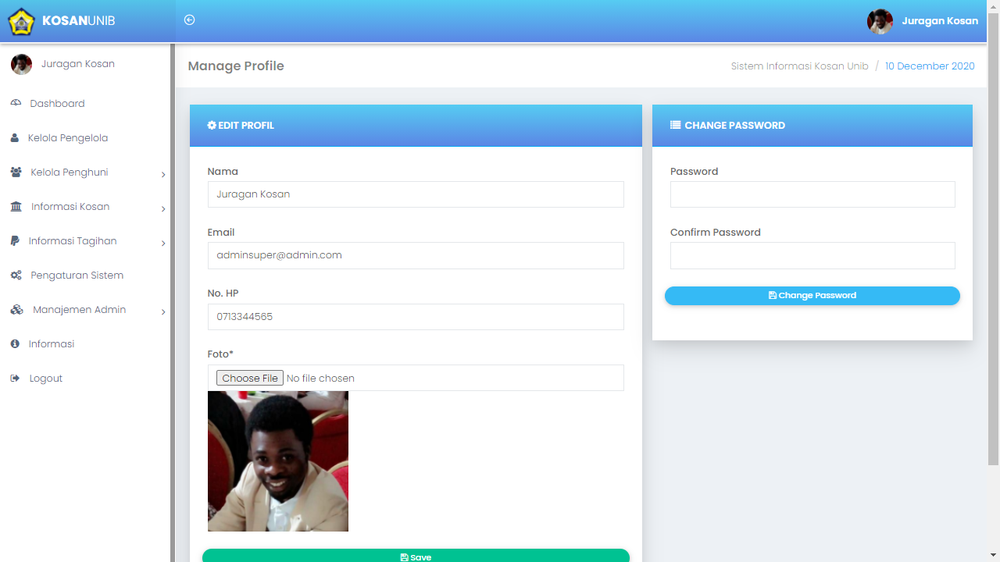 KOSANUNIB
Juragan Kosan
Juragan Kosan
Manage Profile
Sistem Informasi Kosan Unib / 10 December 2020
Dashboard
Kelola Pengelola
Kelola Penghuni
Informasi Kosan
Informasi Tagihan
Pengaturan Sistem
Manajemen Admin
Informasi
Logout
EDIT PROFIL
Nama
Juragan Kosan
Email
adminsuper@admin.com
No. HP
0713344565
Foto*
Choose File No file chosen
Save
CHANGE PASSWORD
Password
Confirm Password
Change Password